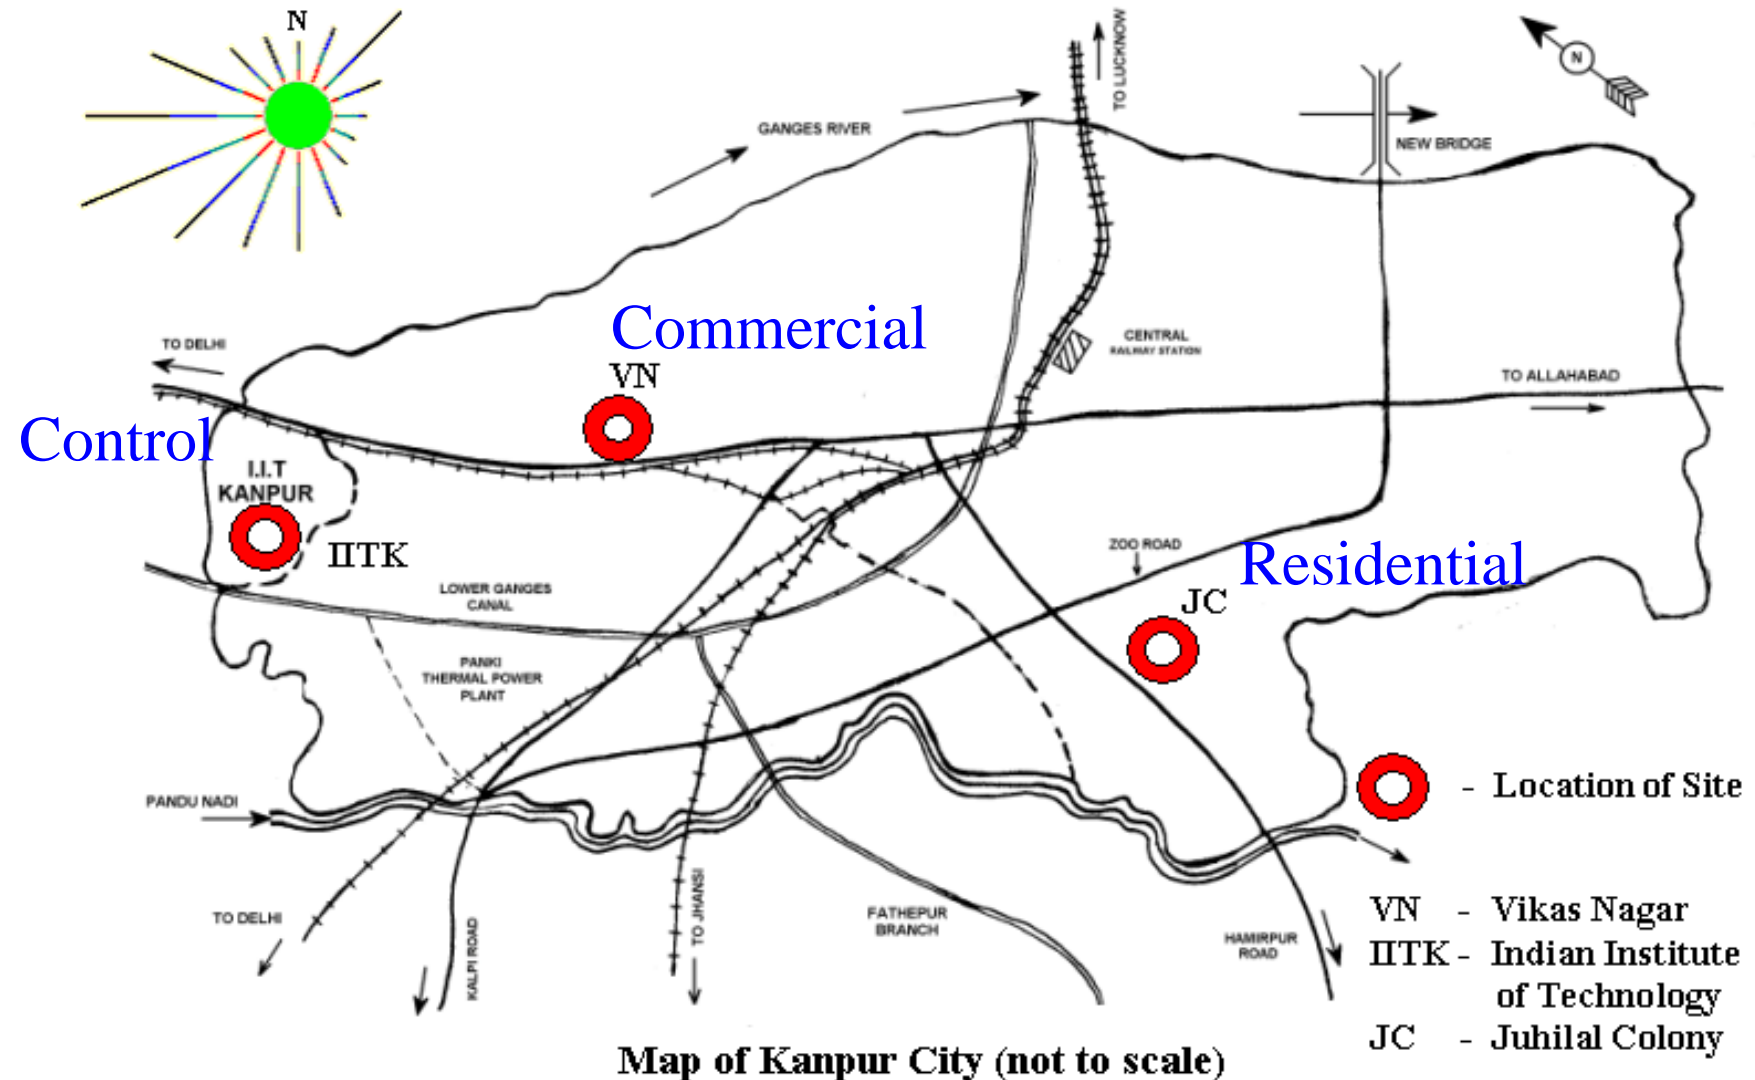 N
TO LUCKNOW
N
GANGES RIVER
NEW BRIDGE
Commercial
TO DELHI
CENTRAL
RAILWAY STATION
VN
TO ALLAHABAD
Control
I.I.T
KANPUR
IITK
ZOO ROAD
Residential
LOWER GANGES
CANAL
JC
PANKI
THERMAL POWER
PLANT
PANDU NADI
- Location of Site
TO DELHI
KALPI ROAD
TO JHANSI
FATHEPUR
BRANCH
HAMIRPUR
ROAD
VN - Vikas Nagar
IITK - Indian Institute
of Technology
JC - Juhilal Colony
Map of Kanpur City (not to scale)